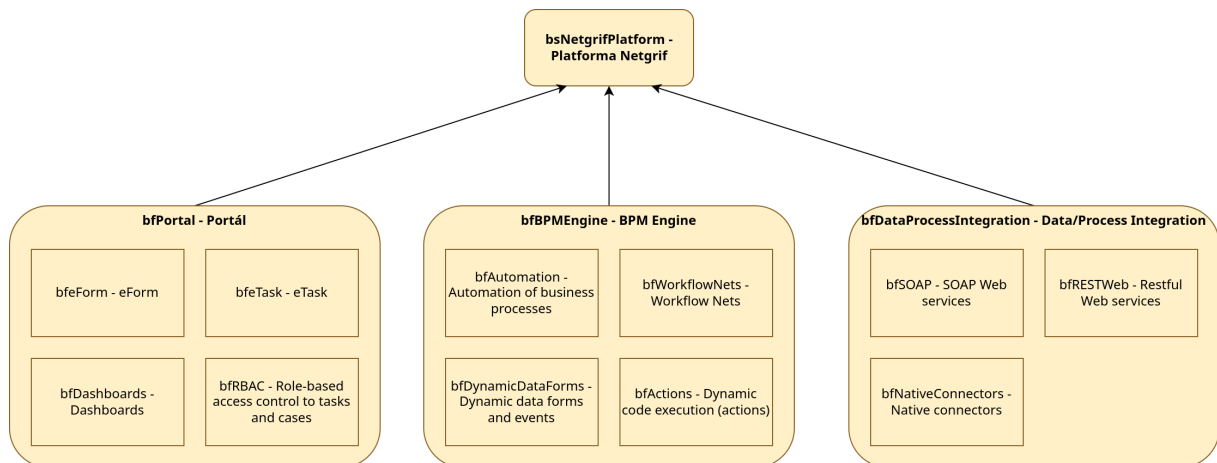 bsNetgrifPlatform -
Platforma Netgrif
bfPortal - Portál
bfeForm - eForm
bfeTask - eTask
bfDashboards -
Dashboards
bfRBAC - Role-based
access control to tasks
and cases
bfBPMEngine - BPM Engine
bfAutomation -
Automation of business
processes
bfWorkflowNets -
Workflow Nets
bfDynamicDataForms -
Dynamic data forms
and events
bfActions - Dynamic
code execution (actions)
bfDataProcessIntegration - Data/Process Integration
bfSOAP - SOAP Web
services
bfRESTWeb - Restful
Web services
bfNativeConnectors -
Native connectors